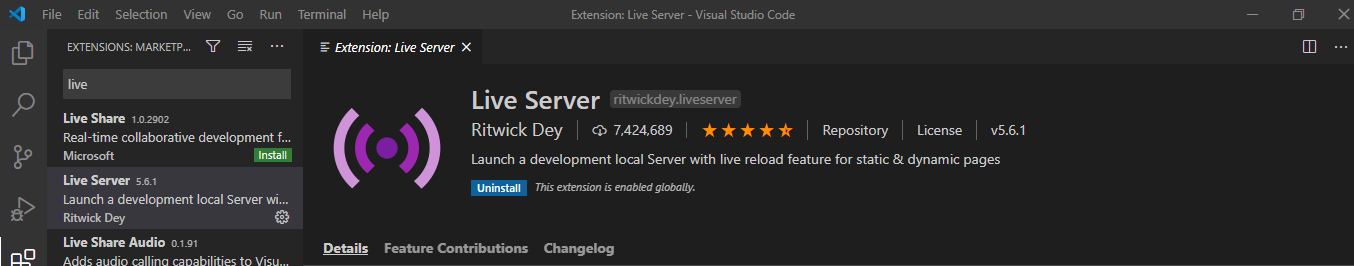 File Edit Selection View Go Run Terminal Help Extension: Live Server - Visual Studio Code
EXTENSIONS: MARKETP...
live
Live Share 1.0.2902
Real-time collaborative development f...
Microsoft Install
Live Server 5.6.1
Launch a development local Server wi...
Ritwick Dey
Live Share Audio 0.1.91
Adds audio calling capabilities to Visu...
Extension: Live Server
Live Server ritwickdey.liveserver
Ritwick Dey 7,424,689 Repository License v5.6.1
Launch a development local Server with live reload feature for static & dynamic pages
Uninstall This extension is enabled globally.
Details Feature Contributions Changelog